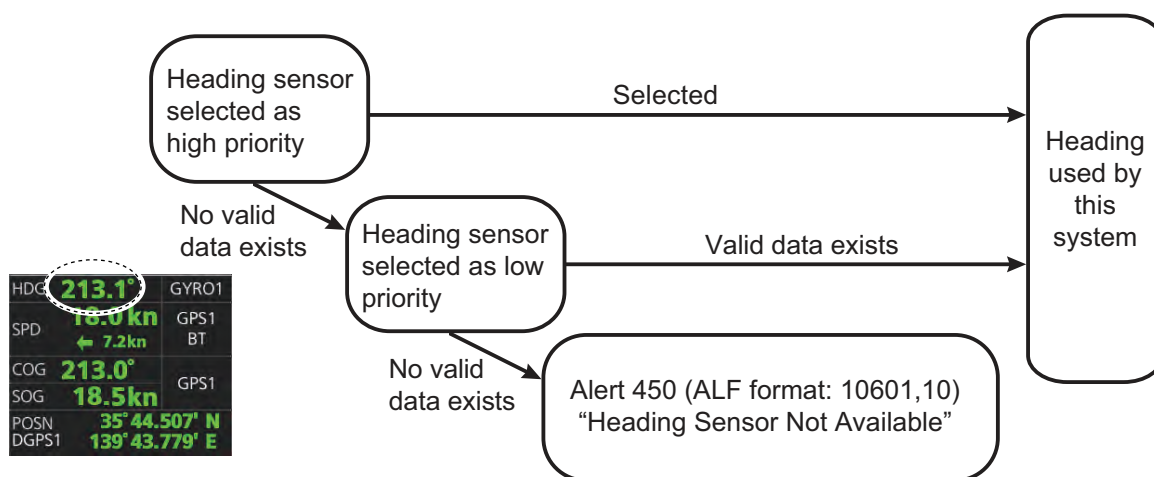 Heading sensor
selected as
high priority
Selected
Heading
used by
this
system
No valid
data exists
Heading sensor
selected as low
priority
Valid data exists
No valid
data exists
Alert 450 (ALF format: 10601,10)
“Heading Sensor Not Available”
HDG 213.1° GYRO1
SPD 18.0 kn GPS1
7.2kn BT
COG 213.0° GPS1
SOG 18.5kn
POSN 35°44.507' N
DGPS1 139°43.779' E